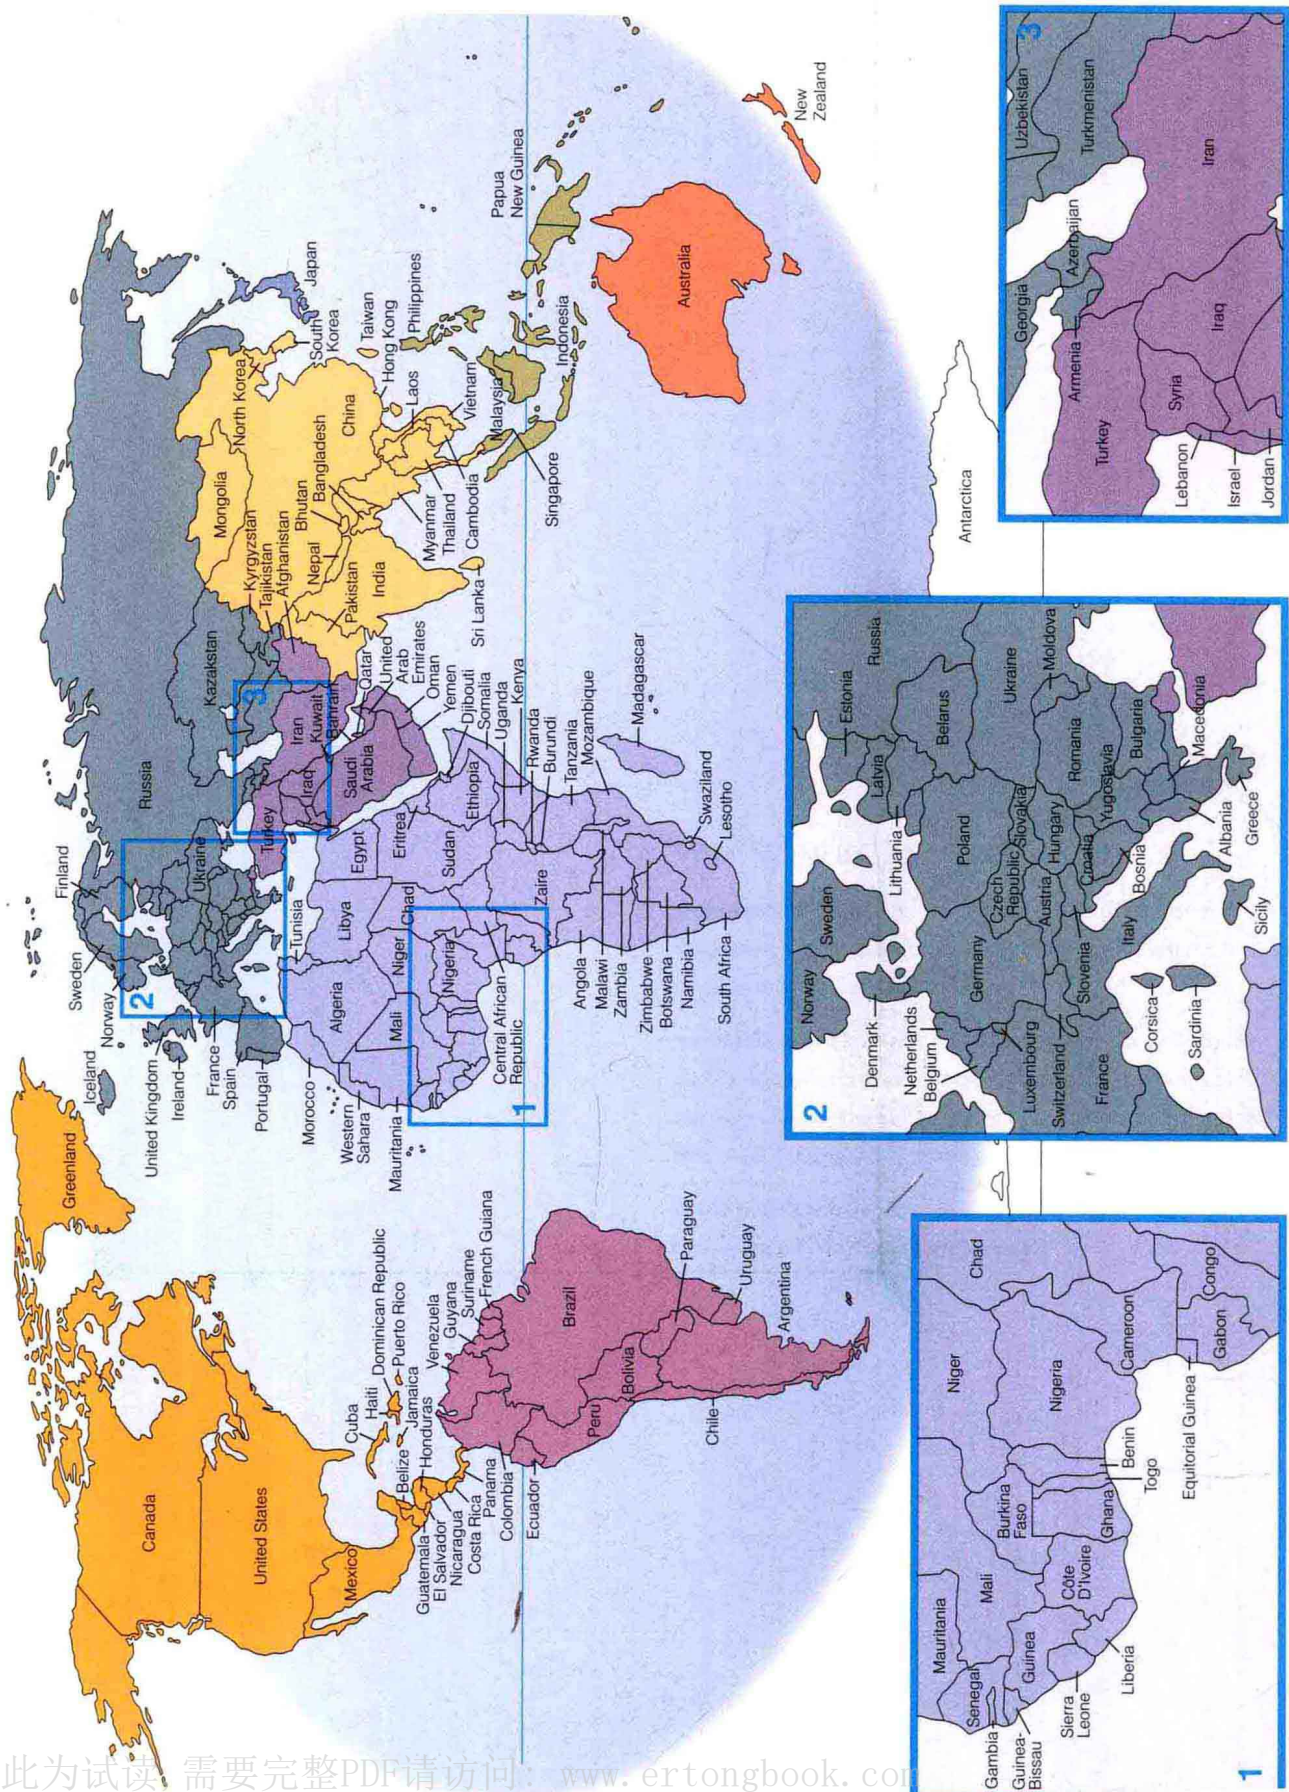 Greenland
Canada
United States
Mexico
Cuba
Haiti
Dominican Republic
Puerto Rico
Jamaica
Belize
Honduras
Guatemala
El Salvador
Nicaragua
Costa Rica
Panama
Colombia
Ecuador
Venezuela
Guyana
Suriname
French Guiana
Brazil
Peru
Bolivia
Paraguay
Uruguay
Argentina
Chile
Iceland
Norway
Sweden
Finland
United Kingdom
Ireland
France
Spain
Portugal
2
Ukraine
Russia
Kazakstan
3
Turkey
Iran
Iraq
Kuwait
Bahrain
Saudi
Arabia
Qatar
United
Arab
Emirates
Oman
Yemen
Kyrgyzstan
Tajikistan
Afghanistan
Mongolia
North Korea
South
Korea
Japan
China
Taiwan
Hong Kong
Nepal
Bhutan
Bangladesh
Pakistan
India
Sri Lanka
Myanmar
Thailand
Cambodia
Laos
Vietnam
Philippines
Malaysia
Singapore
Indonesia
Papua
New Guinea
Australia
New
Zealand
Morocco
Western
Sahara
Mauritania
Algeria
Tunisia
Libya
Egypt
Mali
Niger
Chad
Sudan
Eritrea
Ethiopia
Djibouti
Somalia
Uganda
Kenya
Rwanda
Burundi
Tanzania
Mozambique
Madagascar
Nigeria
Central African
Republic
1
Zaire
Angola
Malawi
Zambia
Zimbabwe
Botswana
Namibia
South Africa
Swaziland
Lesotho
Antarctica
1
Mauritania
Mali
Niger
Chad
Senegal
Gambia
Guinea-
Bissau
Guinea
Sierra
Leone
Liberia
Côte
D'Ivoire
Burkina
Faso
Ghana
Togo
Benin
Nigeria
Cameroon
Equitorial Guinea
Gabon
Congo
2
Norway
Sweden
Estonia
Russia
Latvia
Lithuania
Denmark
Belarus
Netherlands
Belgium
Germany
Poland
Ukraine
Luxembourg
Czech
Republic
Slovakia
Moldova
Switzerland
Austria
Hungary
Romania
France
Slovenia
Croatia
Yugoslavia
Bulgaria
Bosnia
Macedonia
Italy
Albania
Greece
Corsica
Sardinia
Sicily
3
Uzbekistan
Turkmenistan
Georgia
Azerbaijan
Armenia
Turkey
Syria
Iraq
Iran
Lebanon
Israel
Jordan
此为试读,需要完整PDF请访问: www.ertongbook.com